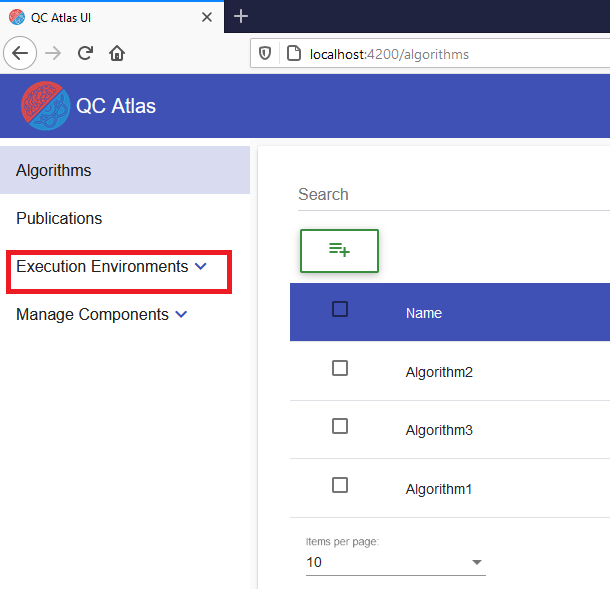 QC Atlas UI
localhost:4200/algorithms
QC Atlas
Algorithms
Publications
Execution Environments
Manage Components
Search
Name
Algorithm2
Algorithm3
Algorithm1
Items per page:
10